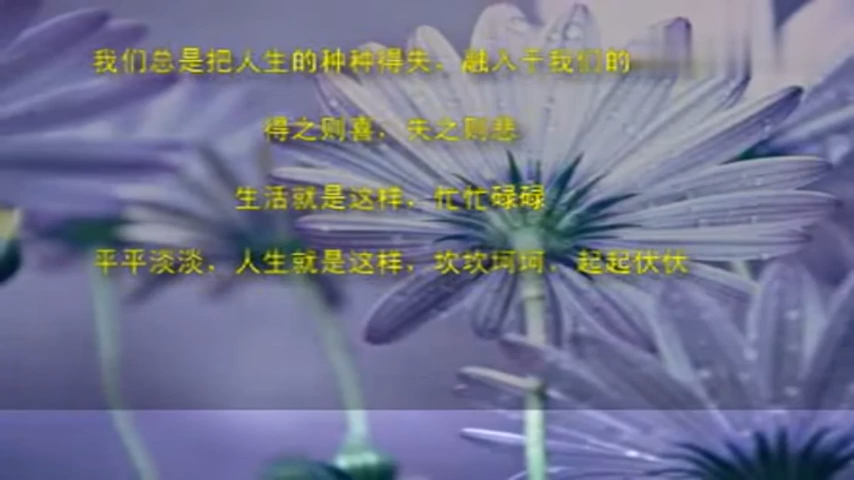 我们总是把人生的种种得失，融入于我们的
得之则喜，失之则悲
生活就是这样，忙忙碌碌
平平淡淡，人生就是这样，坎坎坷坷，起起伏伏